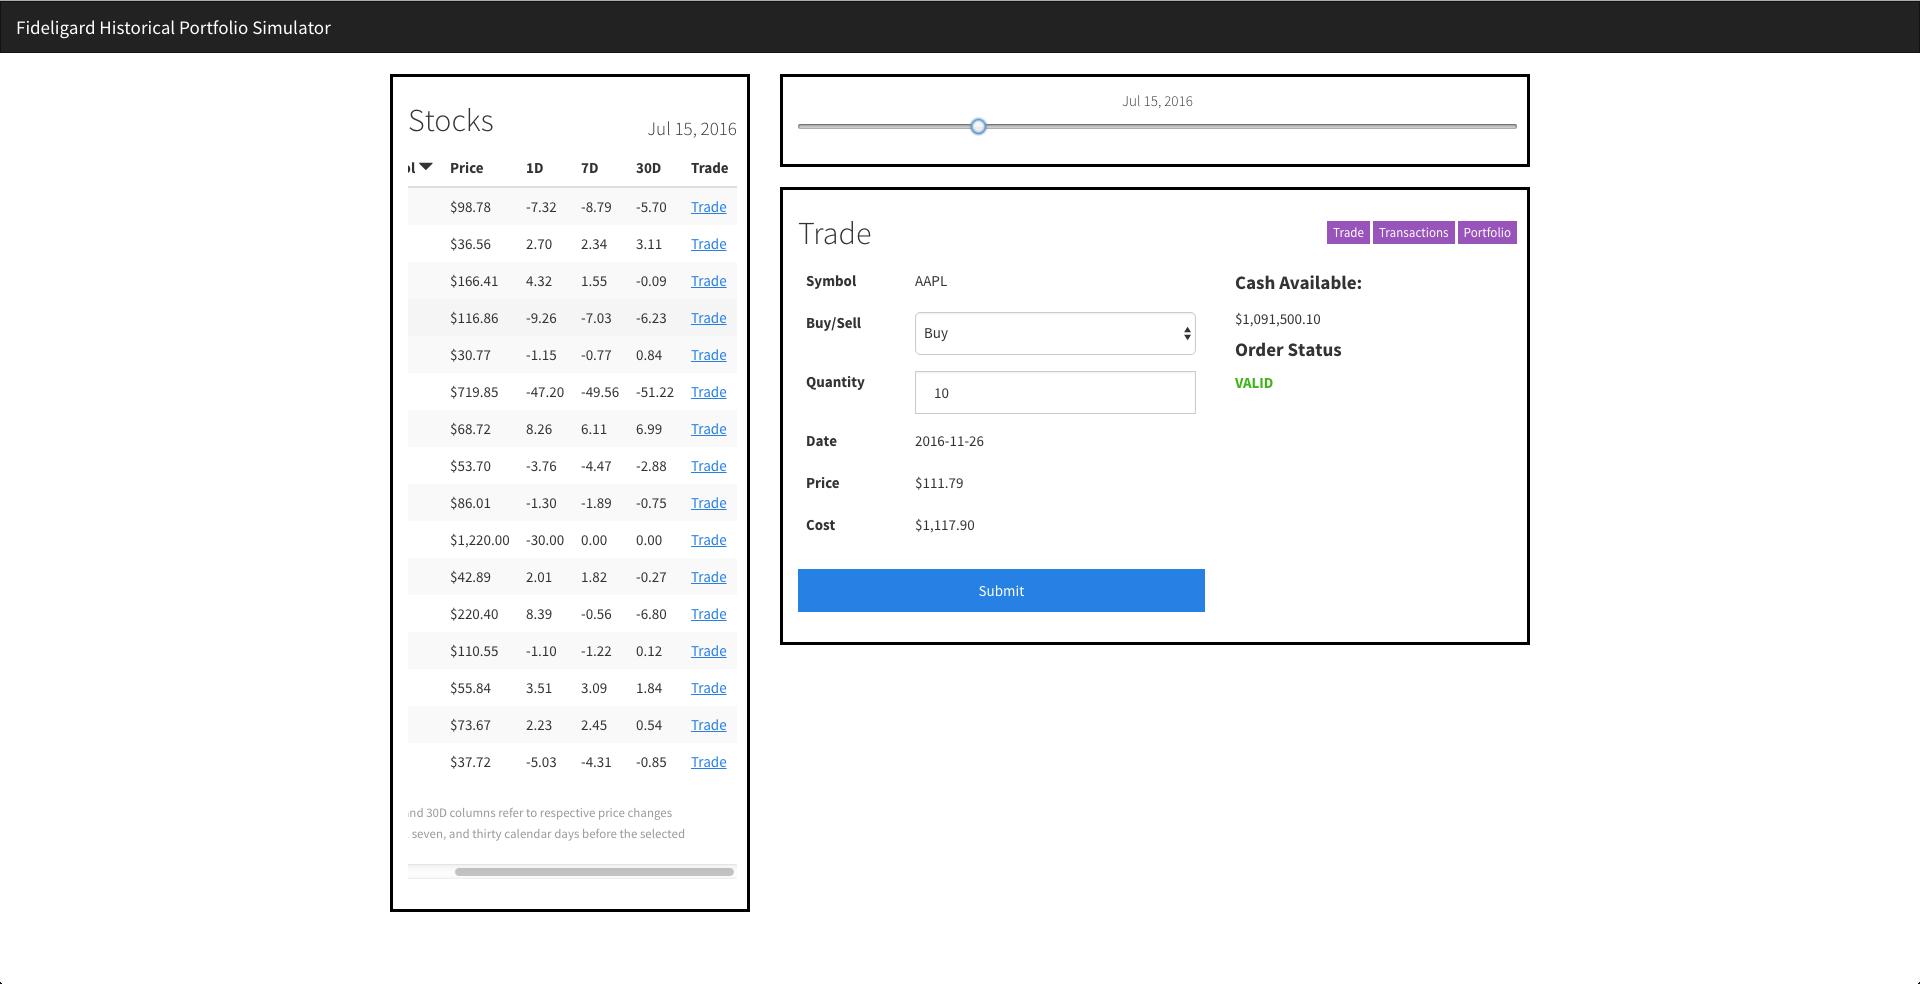 Fideligard Historical Portfolio Simulator
Stocks
Jul 15, 2016
Price 1D 7D 30D Trade
$98.78 -7.32 -8.79 -5.70 Trade
$36.56 2.70 2.34 3.11 Trade
$166.41 4.32 1.55 -0.09 Trade
$116.86 -9.26 -7.03 -6.23 Trade
$30.77 -1.15 -0.77 0.84 Trade
$719.85 -47.20 -49.56 -51.22 Trade
$68.72 8.26 6.11 6.99 Trade
$53.70 -3.76 -4.47 -2.88 Trade
$86.01 -1.30 -1.89 -0.75 Trade
$1,220.00 -30.00 0.00 0.00 Trade
$42.89 2.01 1.82 -0.27 Trade
$220.40 8.39 -0.56 -6.80 Trade
$110.55 -1.10 -1.22 0.12 Trade
$55.84 3.51 3.09 1.84 Trade
$73.67 2.23 2.45 0.54 Trade
$37.72 -5.03 -4.31 -0.85 Trade
30D columns refer to respective price changes
seven, and thirty calendar days before the selected
Jul 15, 2016
Trade
Trade Transactions Portfolio
Symbol AAPL
Buy/Sell Buy
Quantity 10
Date 2016-11-26
Price $111.79
Cost $1,117.90
Submit
Cash Available:
$1,091,500.10
Order Status
VALID